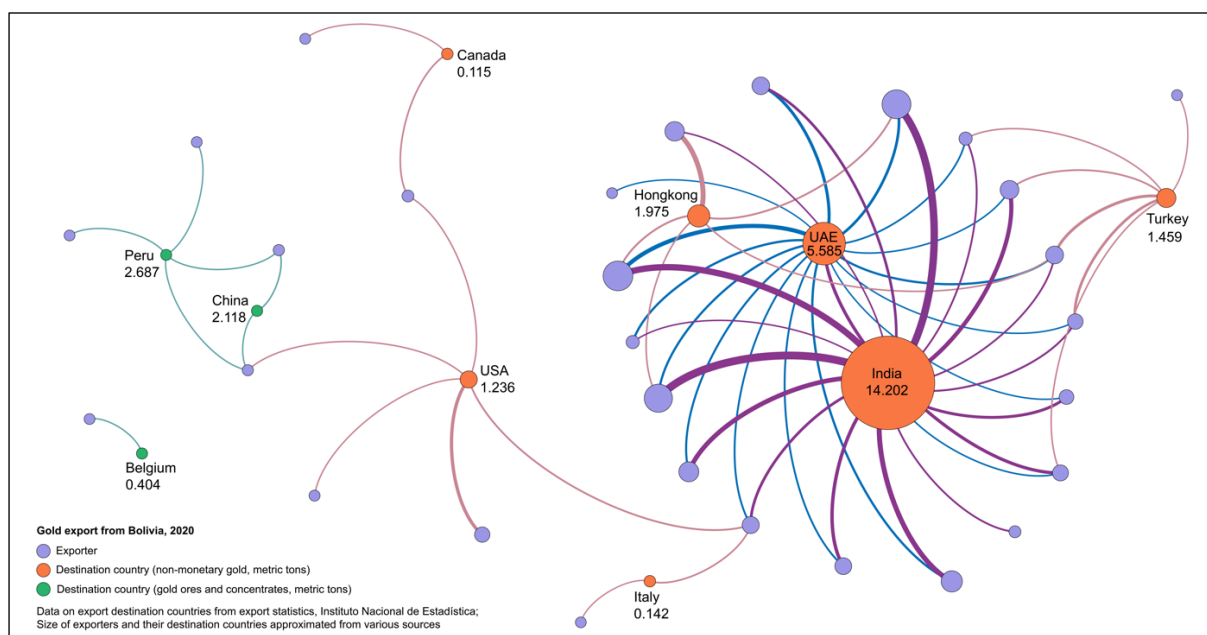 Canada
0.115
Hongkong
1.975
UAE
5.585
Turkey
1.459
Peru
2.687
China
2.118
USA
1.236
India
14.202
Belgium
0.404
Italy
0.142
Gold export from Bolivia, 2020
Exporter
Destination country (non-monetary gold, metric tons)
Destination country (gold ores and concentrates, metric tons)
Data on export destination countries from export statistics, Instituto Nacional de Estadística;
Size of exporters and their destination countries approximated from various sources